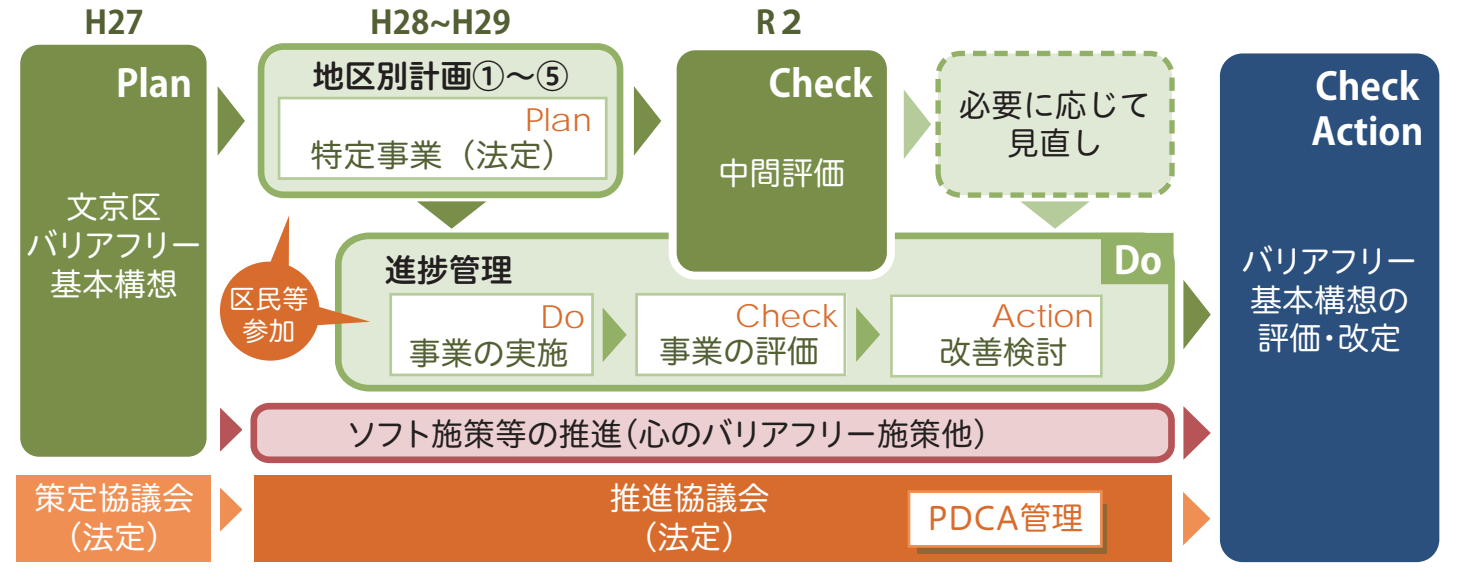 H27
Plan
文京区
バリアフリー
基本構想
H28~H29
地区別計画①～⑤
Plan
特定事業（法定）
R 2
Check
中間評価
必要に応じて
見直し
区民等
参加
進捗管理
Do
Do
事業の実施
Check
事業の評価
Action
改善検討
ソフト施策等の推進（心のバリアフリー施策他）
策定協議会
（法定）
推進協議会
（法定）
PDCA管理
Check
Action
バリアフリー
基本構想の
評価・改定